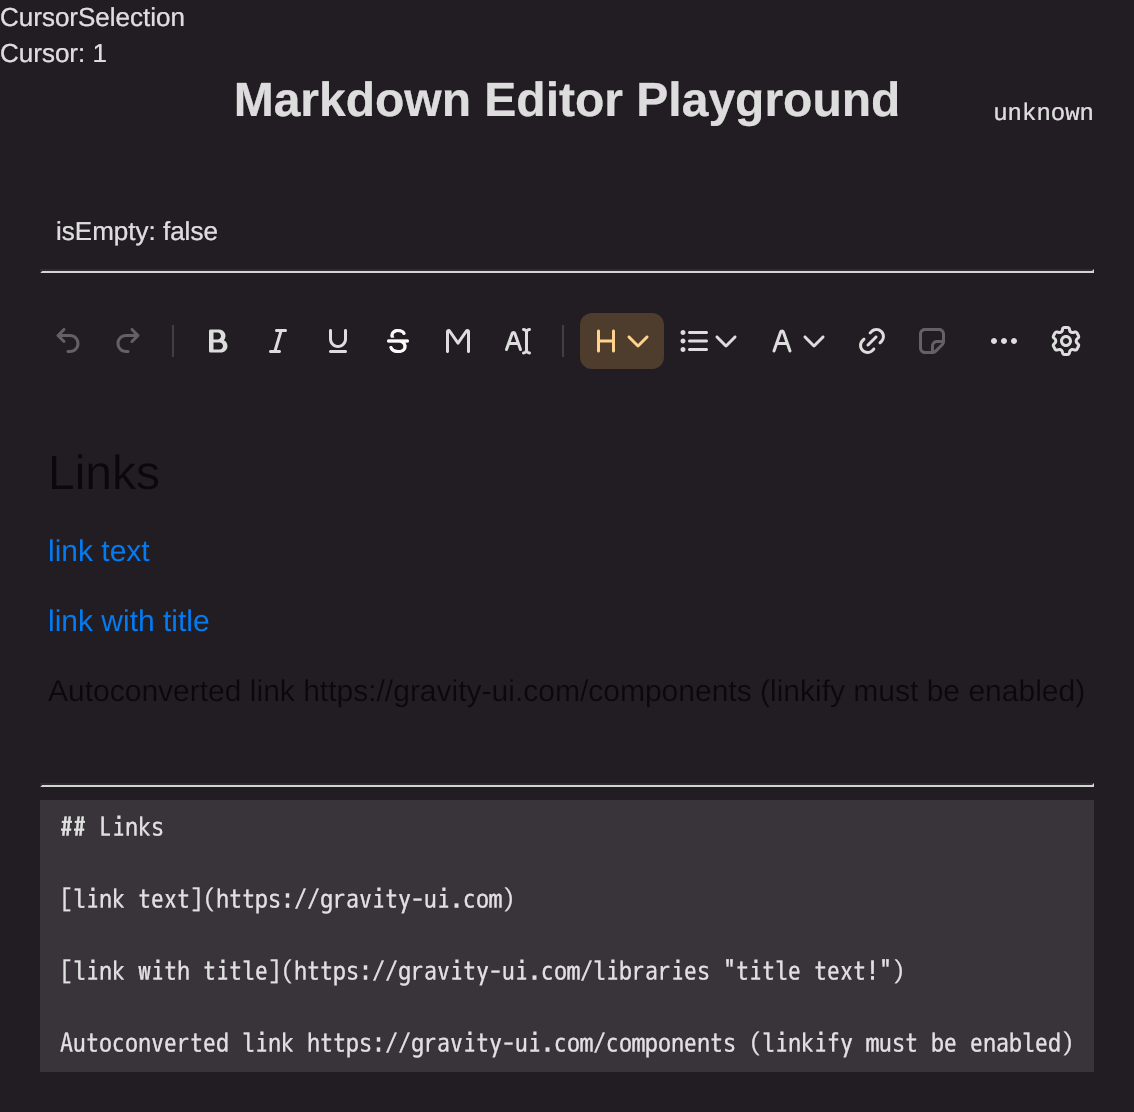 CursorSelection
Cursor: 1
Markdown Editor Playground
unknown
isEmpty: false
B I U S M A H A
Links
link text
link with title
Autoconverted link https://gravity-ui.com/components (linkify must be enabled)
## Links
[link text](https://gravity-ui.com)
[link with title](https://gravity-ui.com/libraries "title text!")
Autoconverted link https://gravity-ui.com/components (linkify must be enabled)